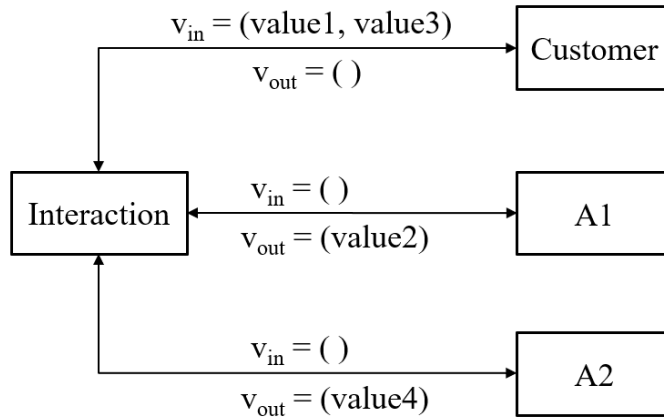 v_in = (value1, value3)
Customer
v_out = ( )
v_in = ( )
Interaction
A1
v_out = (value2)
v_in = ( )
A2
v_out = (value4)